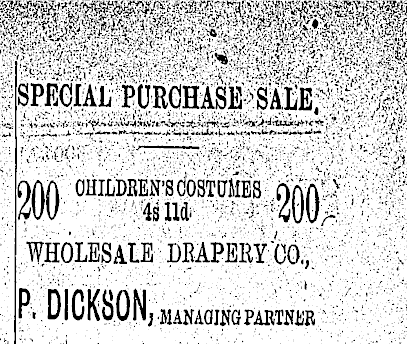 SPECIAL PURCHASE SALE.
200 CHILDREN'S COSTUMES 200
4s 11d
WHOLESALE DRAPERY CO.,
P. DICKSON, MANAGING PARTNER